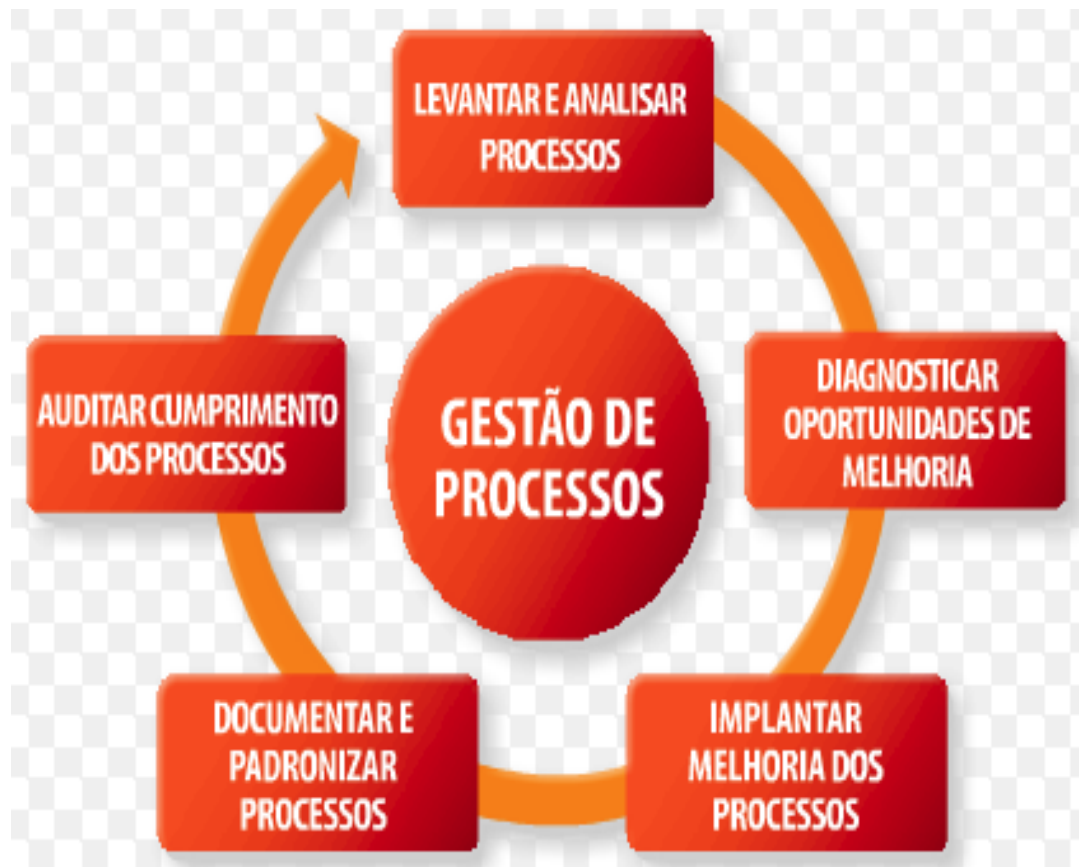 LEVANTAR E ANALISAR
PROCESSOS
DIAGNOSTICAR
OPORTUNIDADES DE
MELHORIA
IMPLANTAR
MELHORIA DOS
PROCESSOS
DOCUMENTAR E
PADRONIZAR
PROCESSOS
AUDITAR CUMPRIMENTO
DOS PROCESSOS
GESTÃO DE
PROCESSOS